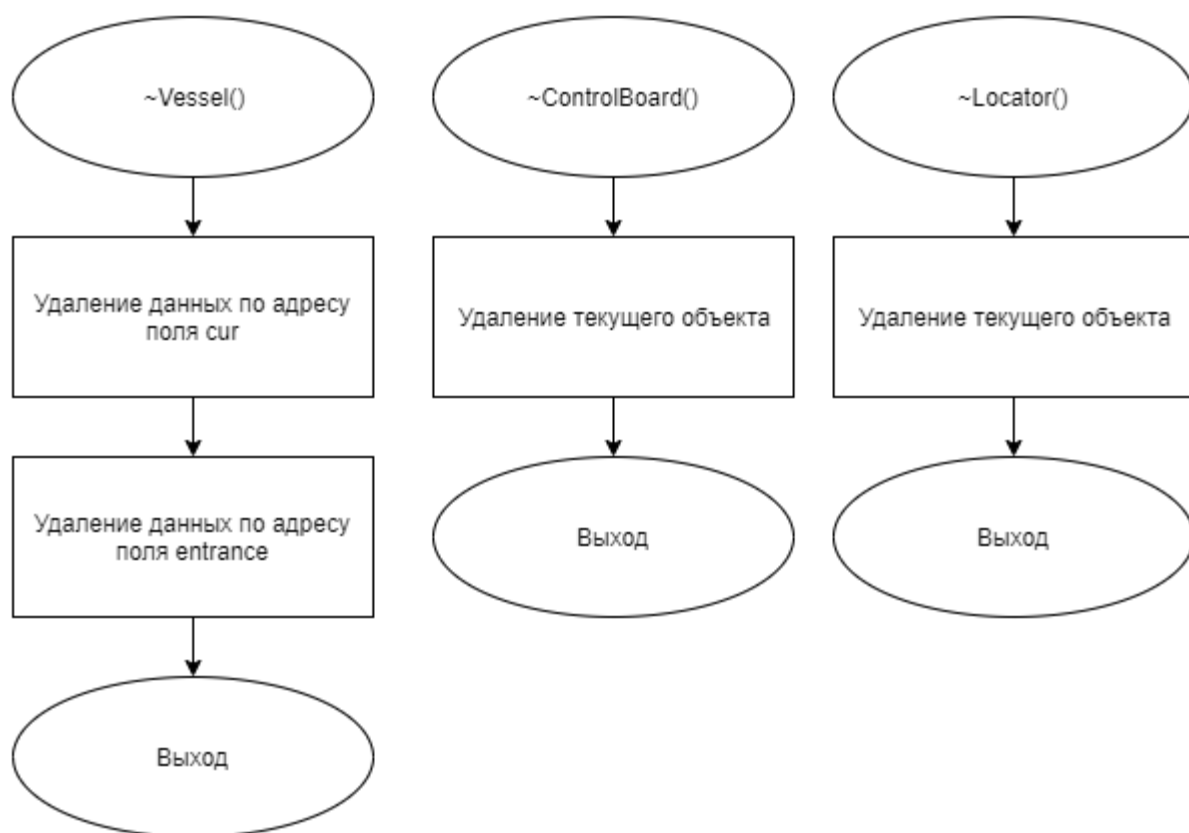 ~Vessel()
Удаление данных по адресу
поля cur
Удаление данных по адресу
поля entrance
Выход
~ControlBoard()
Удаление текущего объекта
Выход
~Locator()
Удаление текущего объекта
Выход